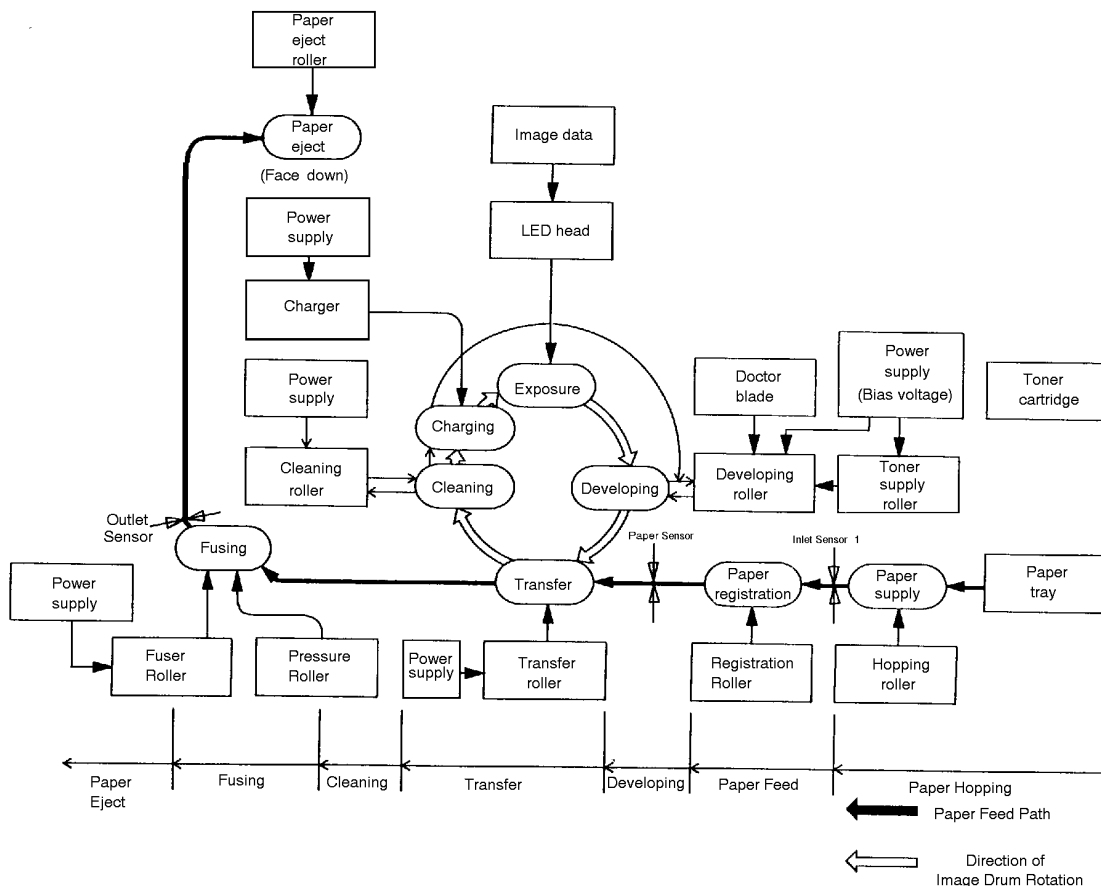 Paper
eject
roller
Paper
eject
(Face down)
Image data
LED head
Power
supply
Charger
Power
supply
Cleaning
roller
Exposure
Charging
Cleaning
Developing
Transfer
Doctor
blade
Power
supply
(Bias voltage)
Toner
cartridge
Developing
roller
Toner
supply
roller
Outlet
Sensor
Fusing
Paper Sensor
Inlet Sensor 1
Paper
registration
Paper
supply
Paper
tray
Power
supply
Fuser
Roller
Pressure
Roller
Power
supply
Transfer
roller
Registration
Roller
Hopping
roller
Paper
Eject
Fusing
Cleaning
Transfer
Developing
Paper Feed
Paper Hopping
Paper Feed Path
Direction of
Image Drum Rotation